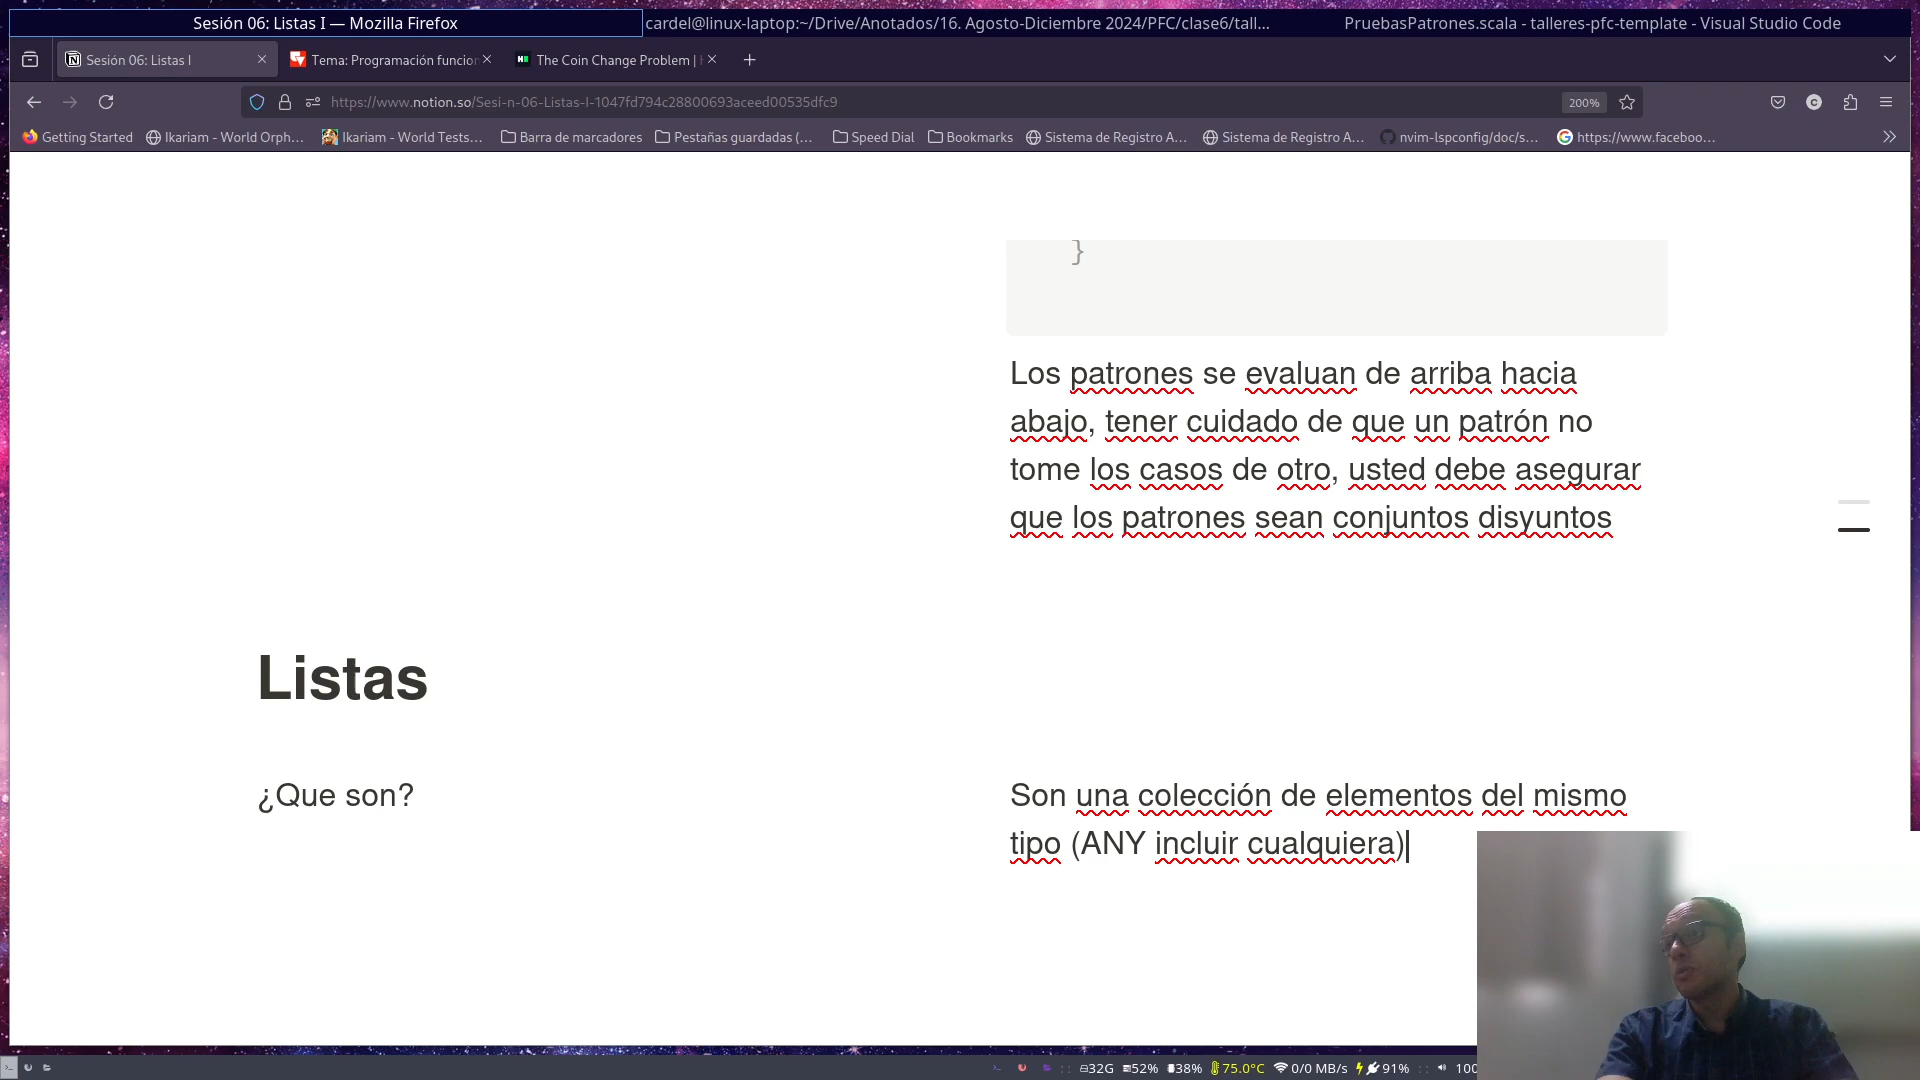 Sesión 06: Listas I — Mozilla Firefox
cardel@linux-laptop:~/Drive/Anotados/16. Agosto-Diciembre 2024/PFC/clase6/tall...
PruebasPatrones.scala - talleres-pfc-template - Visual Studio Code
Sesión 06: Listas I
Tema: Programación funcio
The Coin Change Problem |
https://www.notion.so/Sesi-n-06-Listas-I-1047fd794c28800693aceed00535dfc9
200%
Getting Started
Ikariam - World Orph...
Ikariam - World Tests...
Barra de marcadores
Pestañas guardadas (...
Speed Dial
Bookmarks
Sistema de Registro A...
Sistema de Registro A...
nvim-lspconfig/doc/s...
https://www.faceboo...
}
Los patrones se evaluan de arriba hacia
abajo, tener cuidado de que un patrón no
tome los casos de otro, usted debe asegurar
que los patrones sean conjuntos disyuntos
Listas
¿Que son?
Son una colección de elementos del mismo
tipo (ANY incluir cualquiera)
32G
52%
38%
75.0°C
0/0 MB/s
91%
100